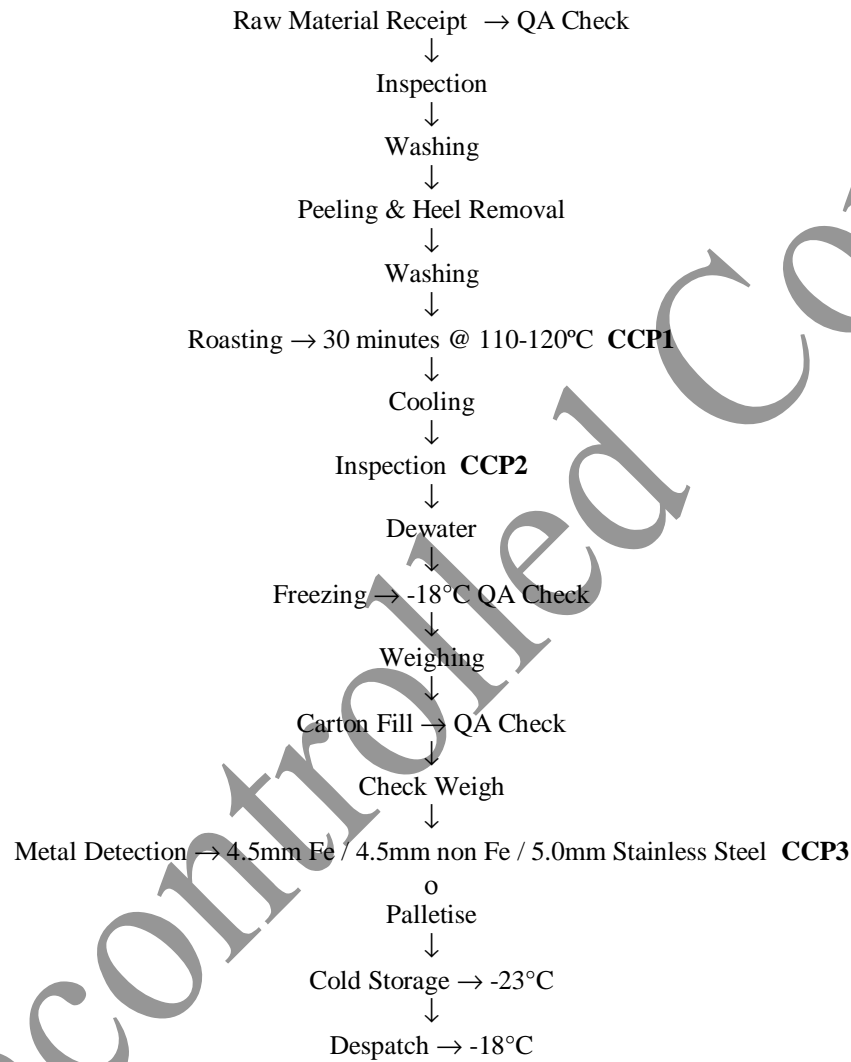 Raw Material Receipt → QA Check
↓
Inspection
↓
Washing
↓
Peeling & Heel Removal
↓
Washing
↓
Roasting → 30 minutes @ 110-120ºC CCP1
↓
Cooling
↓
Inspection CCP2
↓
Dewater
↓
Freezing → -18°C QA Check
↓
Weighing
↓
Carton Fill → QA Check
↓
Check Weigh
↓
Metal Detection → 4.5mm Fe / 4.5mm non Fe / 5.0mm Stainless Steel CCP3
o
Palletise
↓
Cold Storage → -23°C
↓
Despatch → -18°C